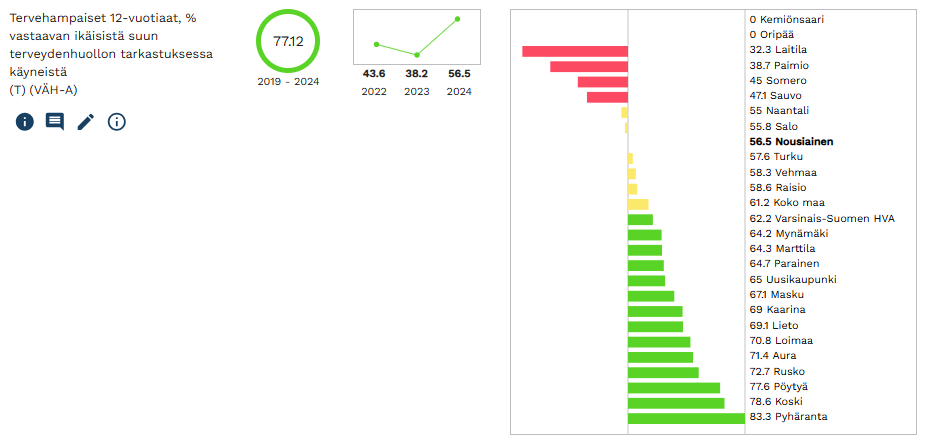 Tervehampaiset 12-vuotiaat, %
vastaavan ikäisistä suun
terveydenhuollon tarkastuksessa
käyneistä
(T) (VÄH-A)
77.12
2019 - 2024
43.6 38.2 56.5
2022 2023 2024
0 Kemiönsaari
0 Oripää
32.3 Laitila
38.7 Paimio
45 Somero
47.1 Sauvo
55 Naantali
55.8 Salo
56.5 Nousiainen
57.6 Turku
58.3 Vehmaa
58.6 Raisio
61.2 Koko maa
62.2 Varsinais-Suomen HVA
64.2 Mynämäki
64.3 Marttila
64.7 Parainen
65 Uusikaupunki
67.1 Masku
69 Kaarina
69.1 Lieto
70.8 Loimaa
71.4 Aura
72.7 Rusko
77.6 Pöytyä
78.6 Koski
83.3 Pyhäranta